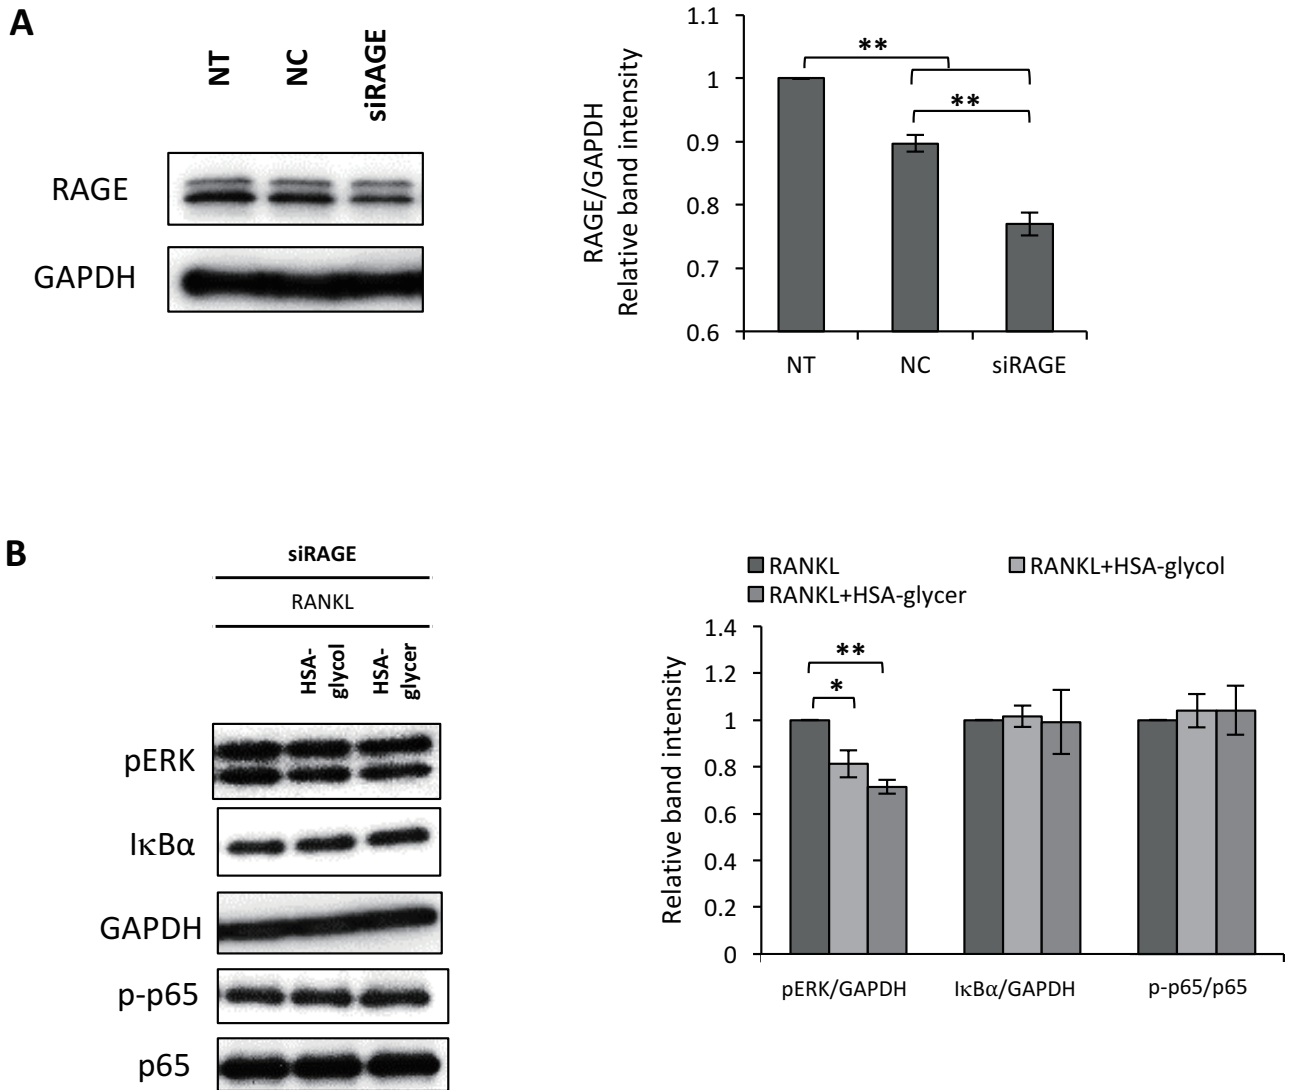 A
NT
NC
siRAGE
RAGE
GAPDH
RAGE/GAPDH
Relative band intensity
1.1
1
0.9
0.8
0.7
0.6
**
**
NT NC siRAGE
B
siRAGE
RANKL
HSA-
glycol
HSA-
glycer
pERK
IκBα
GAPDH
p-p65
p65
RANKL RANKL+HSA-glycol
RANKL+HSA-glycer
Relative band intensity
1.4
1.2
1
0.8
0.6
0.4
0.2
0
**
*
pERK/GAPDH IκBα/GAPDH p-p65/p65